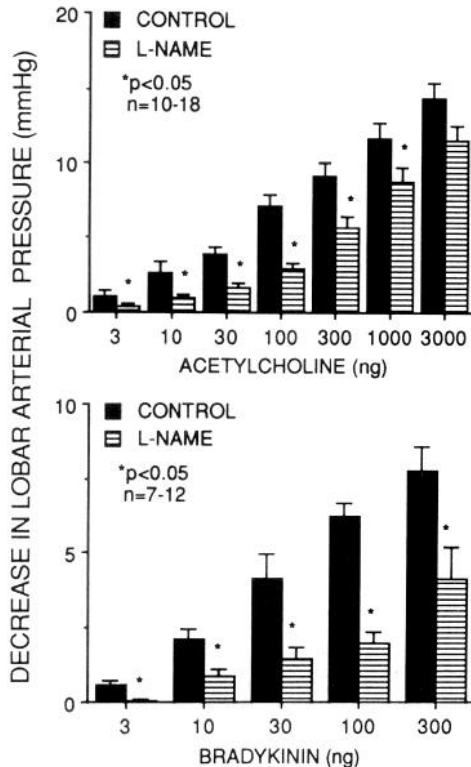 DECREASE IN LOBAR ARTERIAL PRESSURE (mmHg)
20
10
0
CONTROL
L-NAME
*p<0.05
n=10-18
* * * * * *
3 10 30 100 300 1000 3000
ACETYLCHOLINE (ng)
10
5
0
CONTROL
L-NAME
*p<0.05
n=7-12
* * * * *
3 10 30 100 300
BRADYKININ (ng)